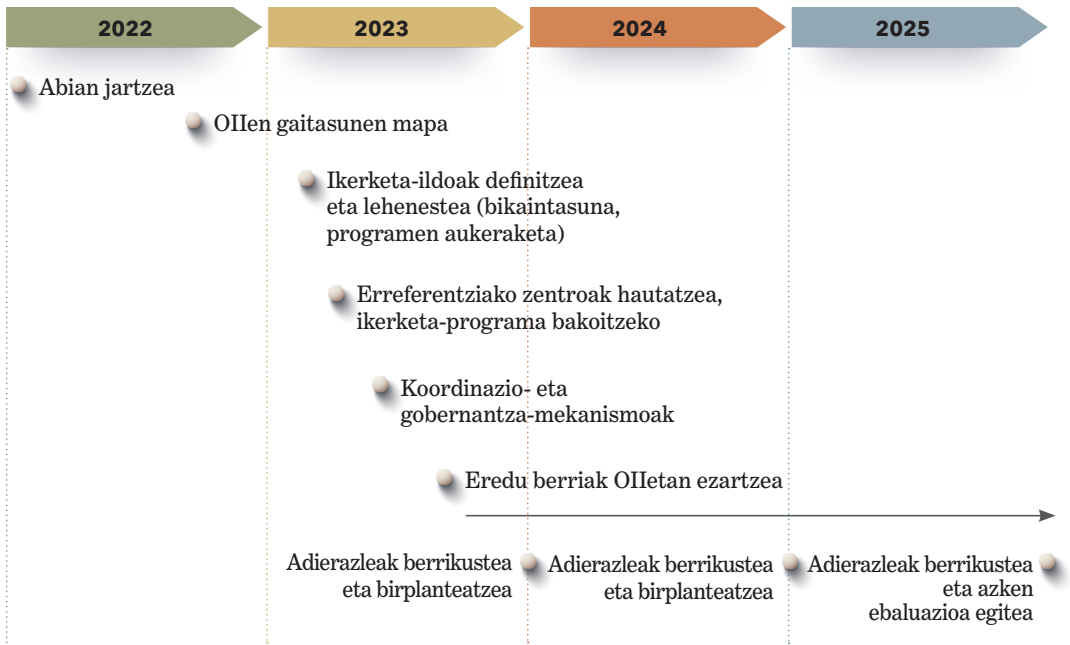 2022
2023
2024
2025
Abian jartzea
OIIen gaitasunen mapa
Ikerketa-ildoak definitzea
eta lehenestea (bikaintasuna,
programen aukeraketa)
Erreferentziako zentroak hautatzea,
ikerketa-programa bakoitzeko
Koordinazio- eta
gobernantza-mekanismoak
Eredu berriak OIIetan ezartzea
Adierazleak berrikustea
eta birplanteatzea
Adierazleak berrikustea
eta birplanteatzea
Adierazleak berrikustea
eta azken
ebaluazioa egitea